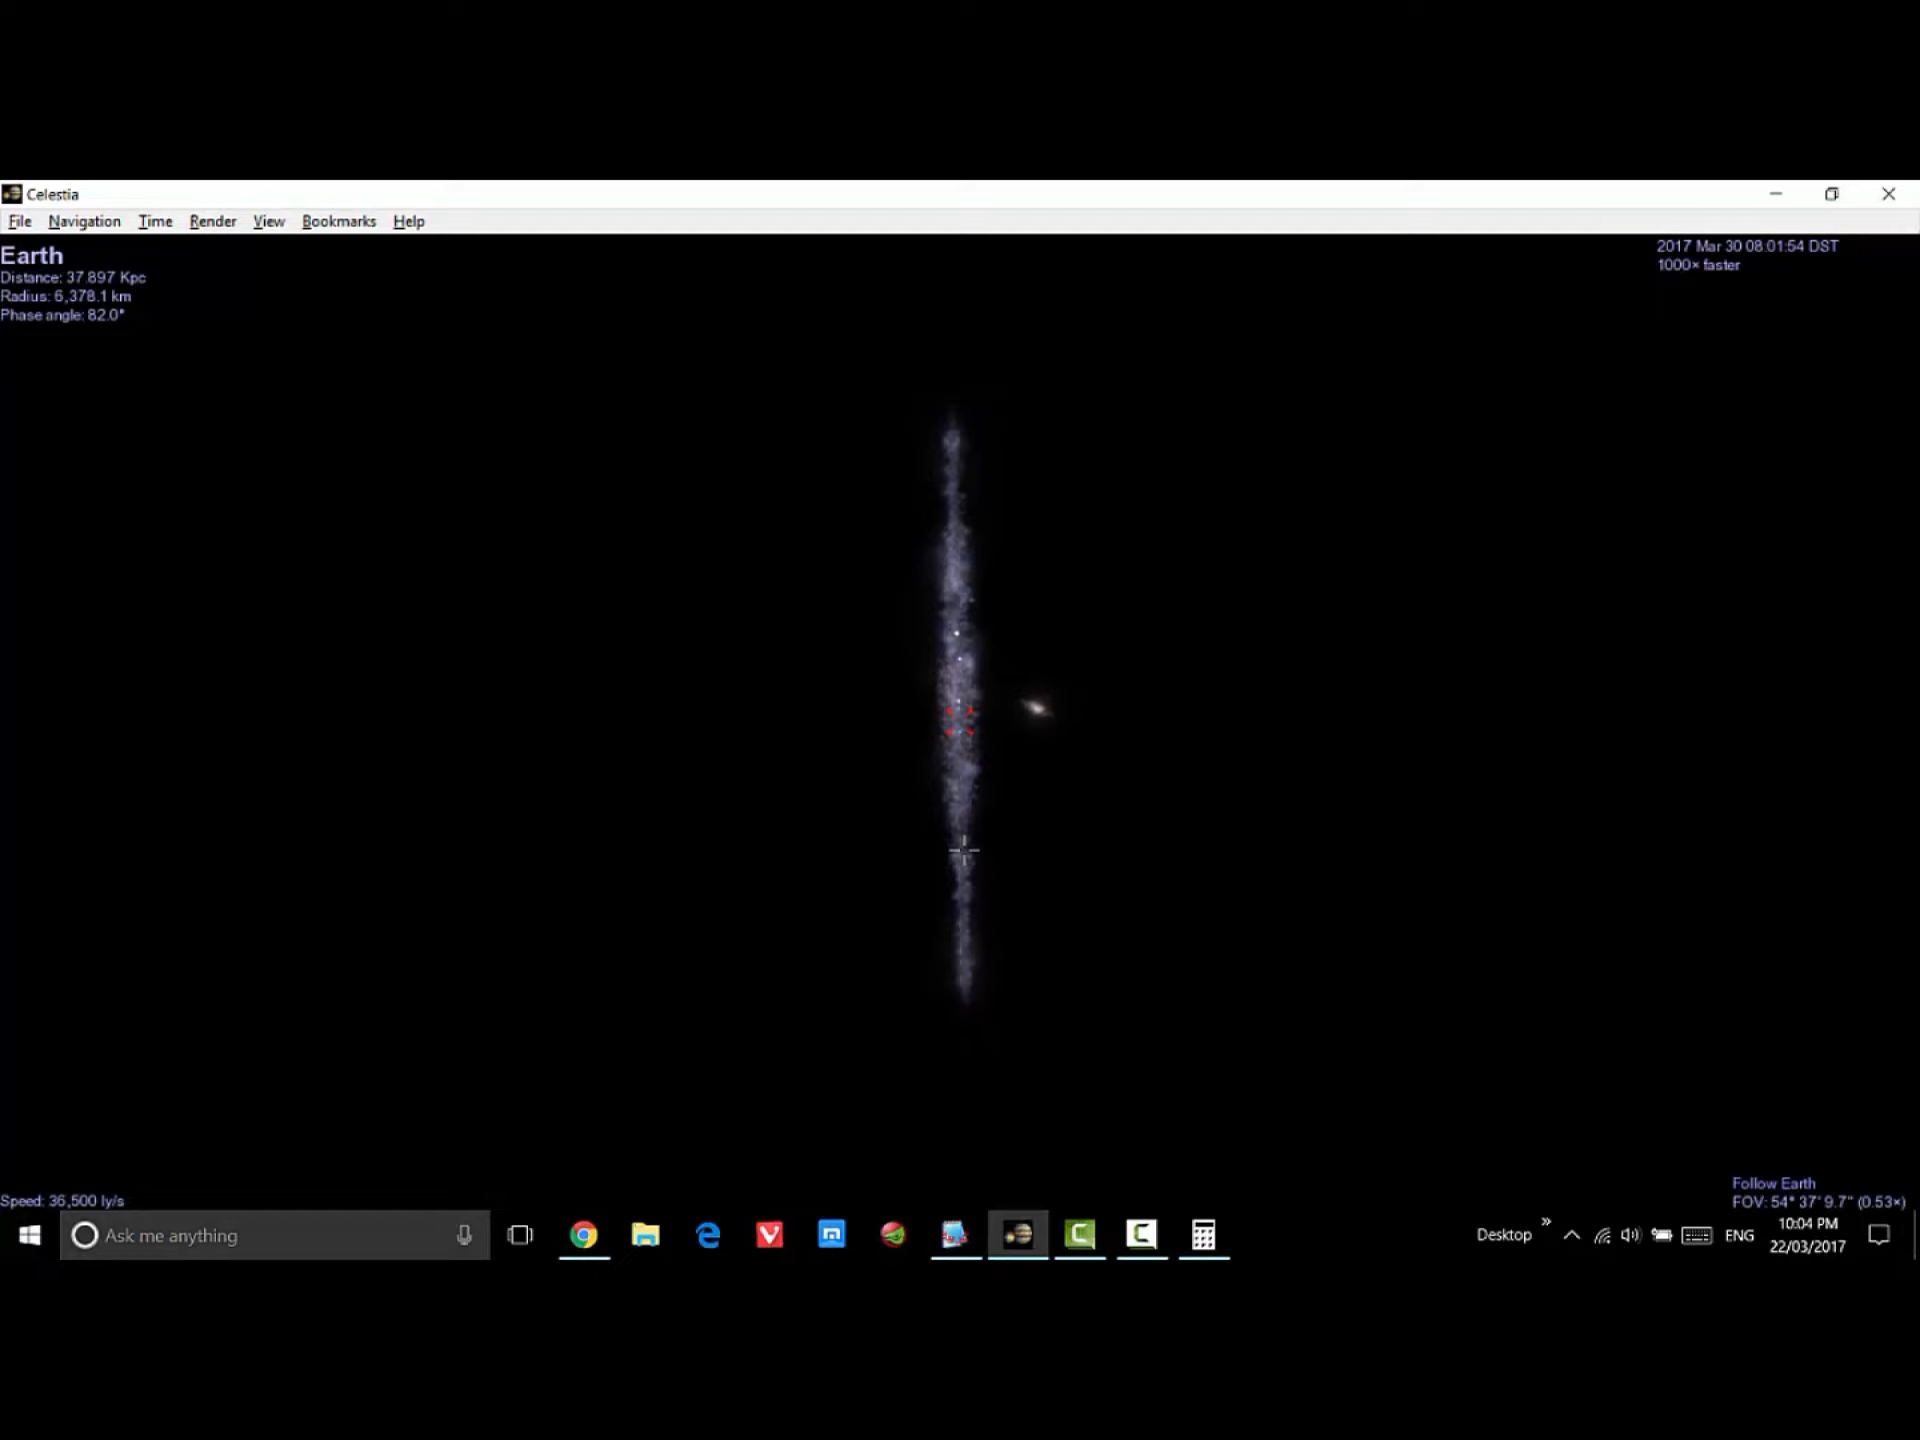 Celestia
File Navigation Time Render View Bookmarks Help
Earth
Distance: 37.897 Kpc
Radius: 6,378.1 km
Phase angle: 82.0°
2017 Mar 30 08:01:54 DST
1000× faster
Speed: 36,500 ly/s
Follow Earth
FOV: 54° 37' 9.7" (0.53×)
Ask me anything
Desktop
ENG
10:04 PM
22/03/2017